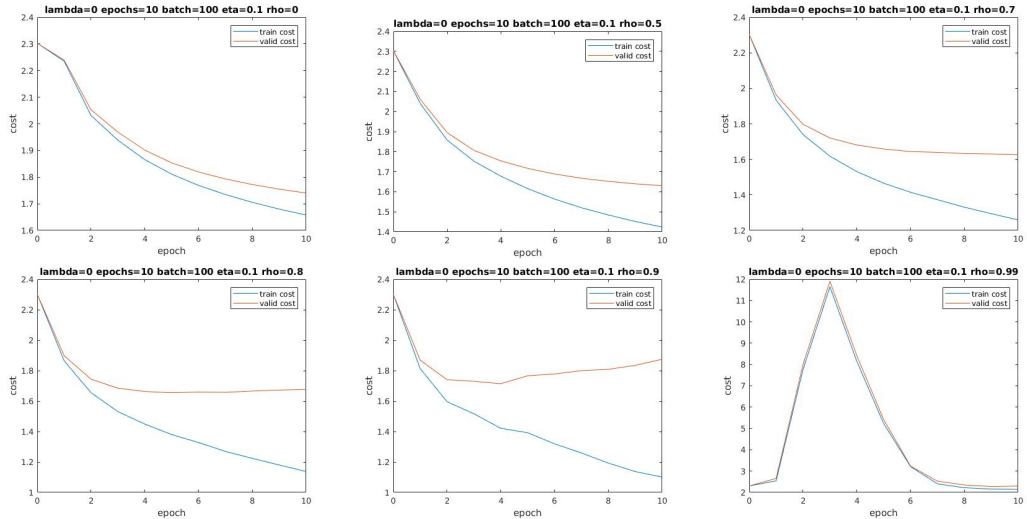 lambda=0 epochs=10 batch=100 eta=0.1 rho=0
2.4
2.3
2.2
2.1
2
1.9
1.8
1.7
1.6
cost
train cost
valid cost
0 2 4 6 8 10
epoch
lambda=0 epochs=10 batch=100 eta=0.1 rho=0.5
2.4
2.3
2.2
2.1
2
1.9
1.8
1.7
1.6
1.5
1.4
cost
train cost
valid cost
0 2 4 6 8 10
epoch
lambda=0 epochs=10 batch=100 eta=0.1 rho=0.7
2.4
2.2
2
1.8
1.6
1.4
1.2
cost
train cost
valid cost
0 2 4 6 8 10
epoch
lambda=0 epochs=10 batch=100 eta=0.1 rho=0.8
2.4
2.2
2
1.8
1.6
1.4
1.2
1
cost
train cost
valid cost
0 2 4 6 8 10
epoch
lambda=0 epochs=10 batch=100 eta=0.1 rho=0.9
2.4
2.2
2
1.8
1.6
1.4
1.2
1
cost
train cost
valid cost
0 2 4 6 8 10
epoch
lambda=0 epochs=10 batch=100 eta=0.1 rho=0.99
12
11
10
9
8
7
6
5
4
3
2
cost
train cost
valid cost
0 2 4 6 8 10
epoch